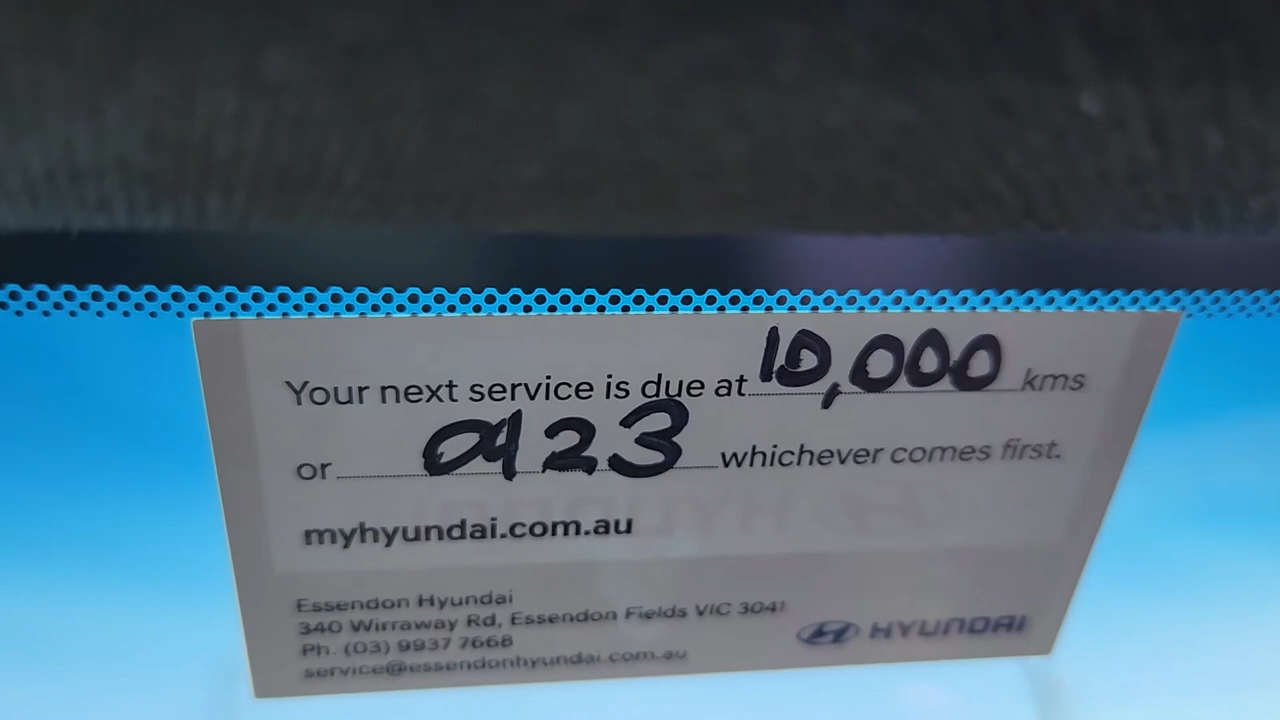 Your next service is due at 10,000 kms
or 0923 whichever comes first.
myhyundai.com.au
Essendon Hyundai
340 Wirraway Rd, Essendon Fields VIC 3041
Ph. (03) 9937 7668
service@essendonhyundai.com.au
HYUNDAI